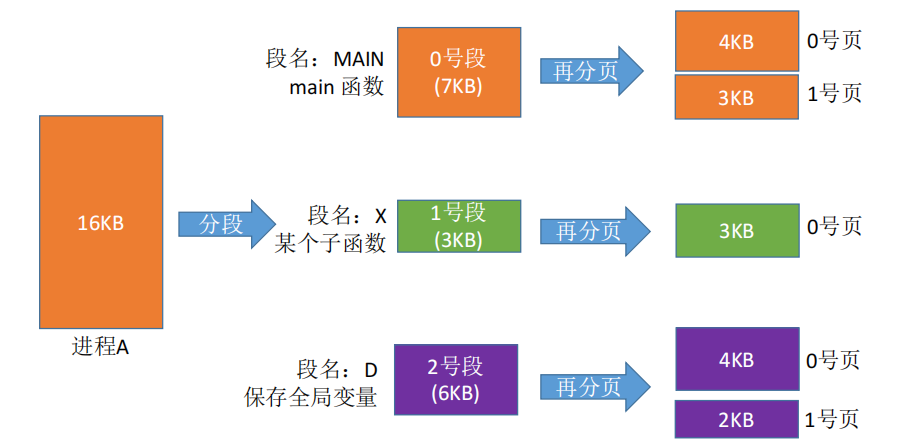 16KB
进程A
分段
段名：MAIN
main 函数
0号段
(7KB)
再分页
4KB
0号页
3KB
1号页
段名：X
某个子函数
1号段
(3KB)
再分页
3KB
0号页
段名：D
保存全局变量
2号段
(6KB)
再分页
4KB
0号页
2KB
1号页